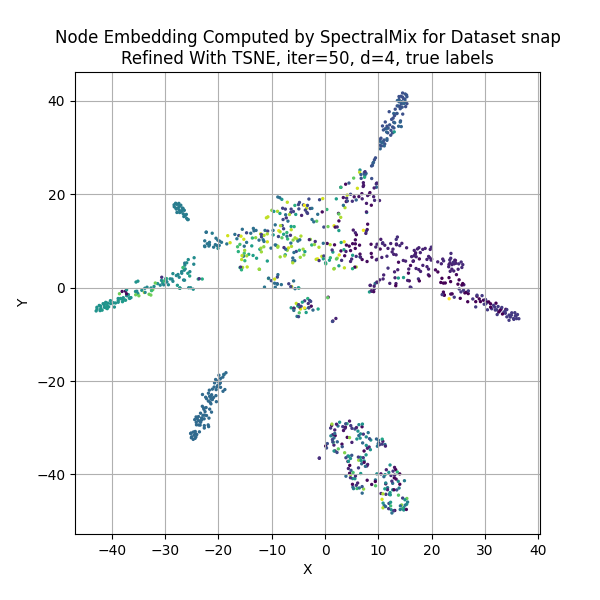 Node Embedding Computed by SpectralMix for Dataset snap
Refined With TSNE, iter=50, d=4, true labels
40
20
0
−20
−40
Y
−40 −30 −20 −10 0 10 20 30 40
X